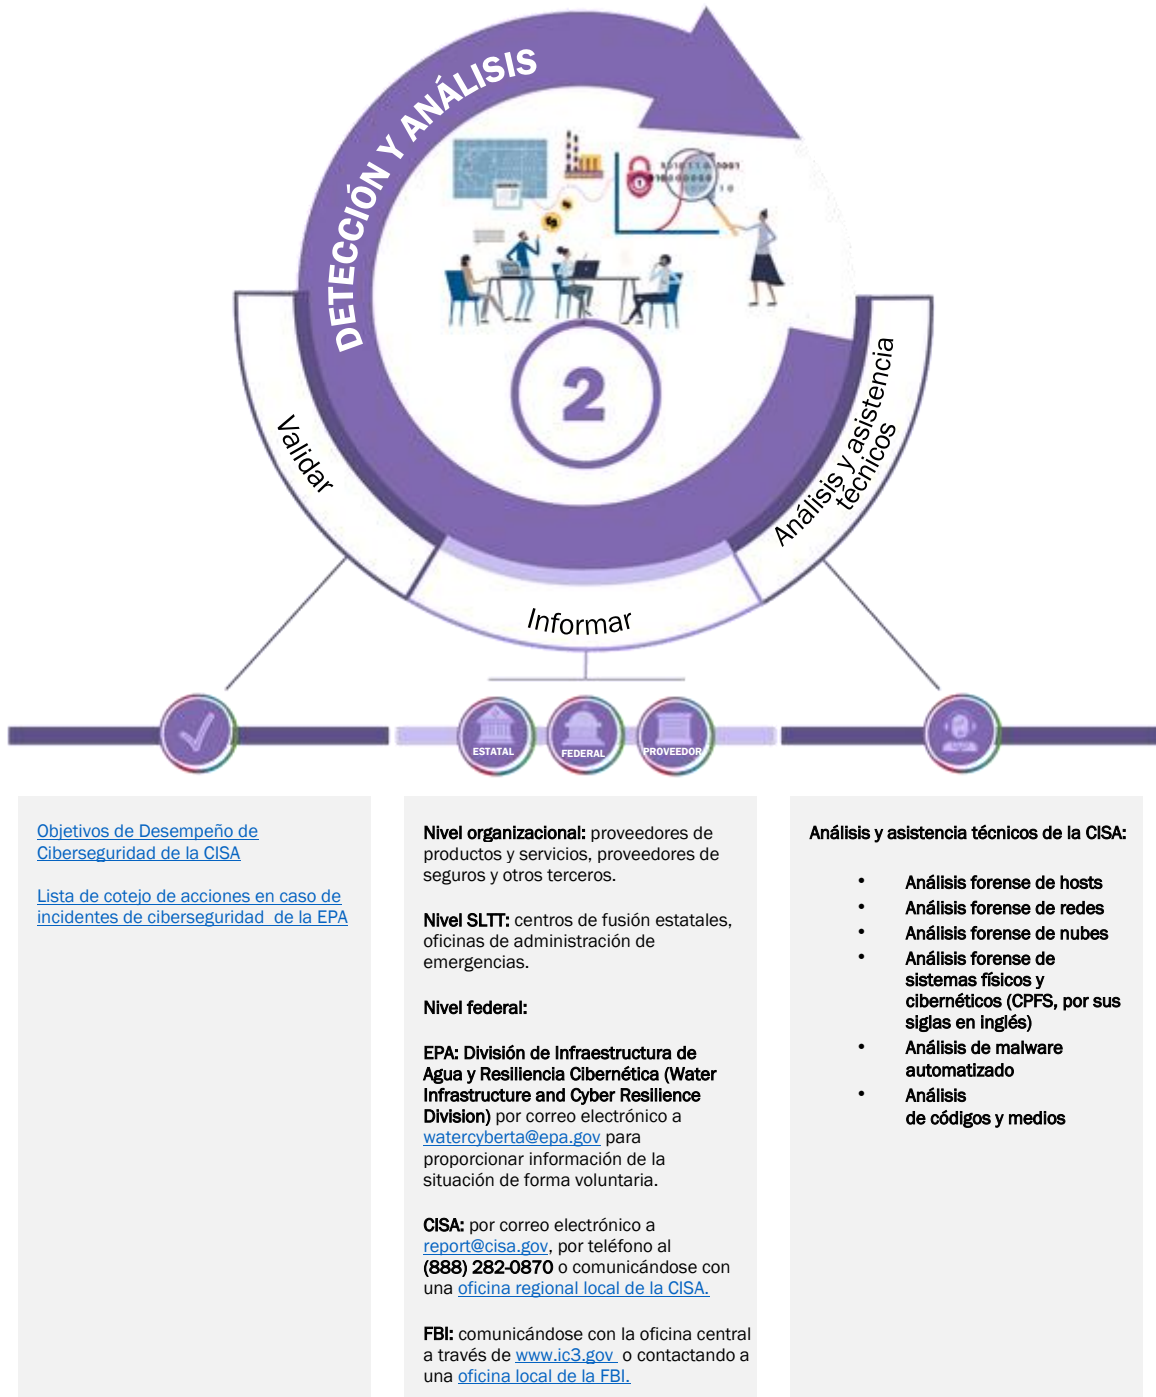 DETECCIÓN Y ANÁLISIS
2
Validar
Informar
Análisis y asistencia
técnicos
ESTATAL
FEDERAL
PROVEEDOR
Objetivos de Desempeño de
Ciberseguridad de la CISA
Lista de cotejo de acciones en caso de
incidentes de ciberseguridad  de la EPA
Nivel organizacional: proveedores de
productos y servicios, proveedores de
seguros y otros terceros.
Nivel SLTT: centros de fusión estatales,
oficinas de administración de
emergencias.
Nivel federal:
EPA: División de Infraestructura de
Agua y Resiliencia Cibernética (Water
Infrastructure and Cyber Resilience
Division) por correo electrónico a
watercyberta@epa.gov para
proporcionar información de la
situación de forma voluntaria.
CISA: por correo electrónico a
report@cisa.gov, por teléfono al
(888) 282-0870 o comunicándose con
una oficina regional local de la CISA.
FBI: comunicándose con la oficina central
a través de www.ic3.gov  o contactando a
una oficina local de la FBI.
Análisis y asistencia técnicos de la CISA:
• Análisis forense de hosts
• Análisis forense de redes
• Análisis forense de nubes
• Análisis forense de
sistemas físicos y
cibernéticos (CPFS, por sus
siglas en inglés)
• Análisis de malware
automatizado
• Análisis
de códigos y medios